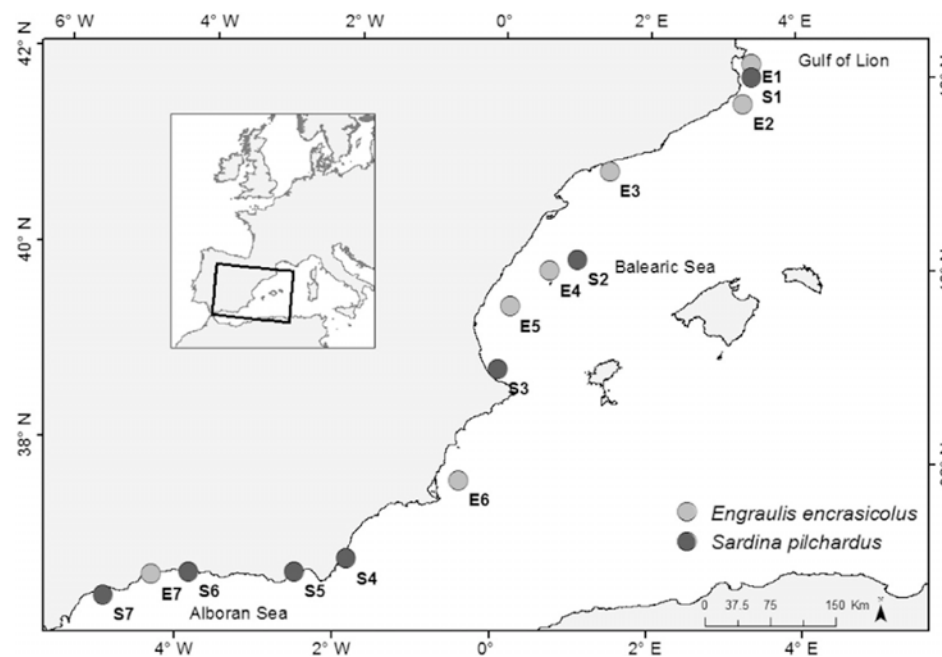 6° W 4° W 2° W 0° 2° E 4° E
42° N
Gulf of Lion
E1
S1
E2
E3
40° N
S2
Balearic Sea
E4
E5
S3
38° N
E6
Engraulis encrasicolus
Sardina pilchardus
S4
S5
S6
E7
S7
Alboran Sea
0 37.5 75 150 Km
4° W 2° W 0° 2° E 4° E